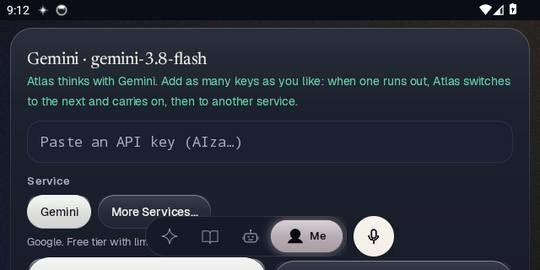 9:12
Gemini · gemini-3.8-flash
Atlas thinks with Gemini. Add as many keys as you like: when one runs out, Atlas switches
to the next and carries on, then to another service.
Paste an API key (AIza…)
Service
Gemini
More Services…
Google. Free tier with
Me